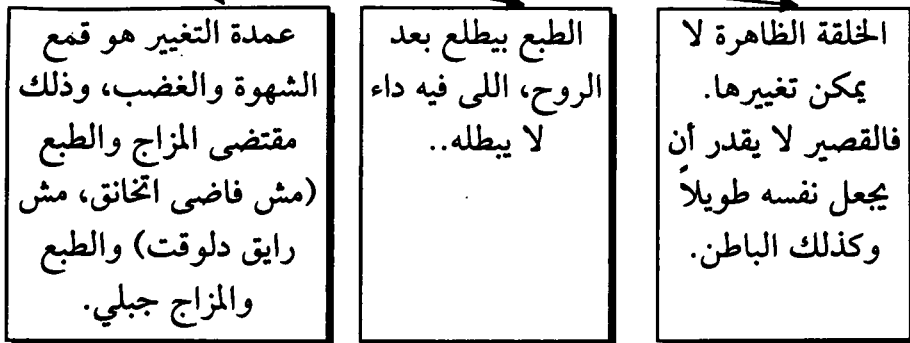 الخلقة الظاهرة لا
يمكن تغييرها.
فالقصير لا يقدر أن
يجعل نفسه طويلاً
وكذلك الباطن.
الطبع بيطلع بعد
الروح، اللى فيه داء
لا يبطله..
عمدة التغيير هو قمع
الشهوة والغضب، وذلك
مقتضى المزاج والطبع
(مش فاضى اتخانق، مش
رايق دلوقت) والطبع
والمزاج جبلي.